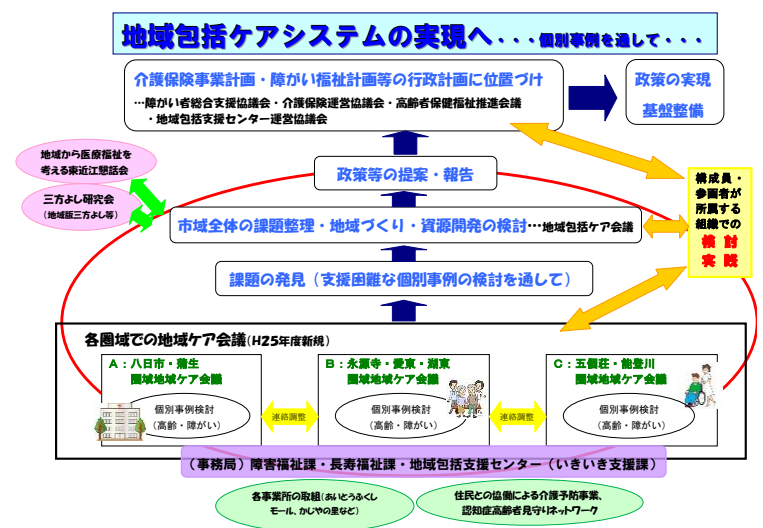 地域包括ケアシステムの実現へ・・・個別事例を通して・・・
介護保険事業計画・障がい福祉計画等の行政計画に位置づけ
…障がい者総合支援協議会・介護保険運営協議会・高齢者保健福祉推進会議
・地域包括支援センター運営協議会
政策の実現
基盤整備
地域から医療福祉を
考える東近江懇話会
三方よし研究会
(地域版三方よし等)
政策等の提案・報告
構成員・
参画者が
所属する
組織での
検討
実践
市域全体の課題整理・地域づくり・資源開発の検討…地域包括ケア会議
課題の発見（支援困難な個別事例の検討を通して）
各圏域での地域ケア会議(H25年度新規)
A：八日市・蒲生
圏域地域ケア会議
個別事例検討
（高齢・障がい）
連絡調整
B：永源寺・愛東・湖東
圏域地域ケア会議
個別事例検討
（高齢・障がい）
連絡調整
C：五個荘・能登川
圏域地域ケア会議
個別事例検討
（高齢・障がい）
（事務局）障害福祉課・長寿福祉課・地域包括支援センター（いきいき支援課）
各事業所の取組(あいとうふくし
モール、かじやの里など)
住民との協働による介護予防事業、
認知症高齢者見守りネットワーク